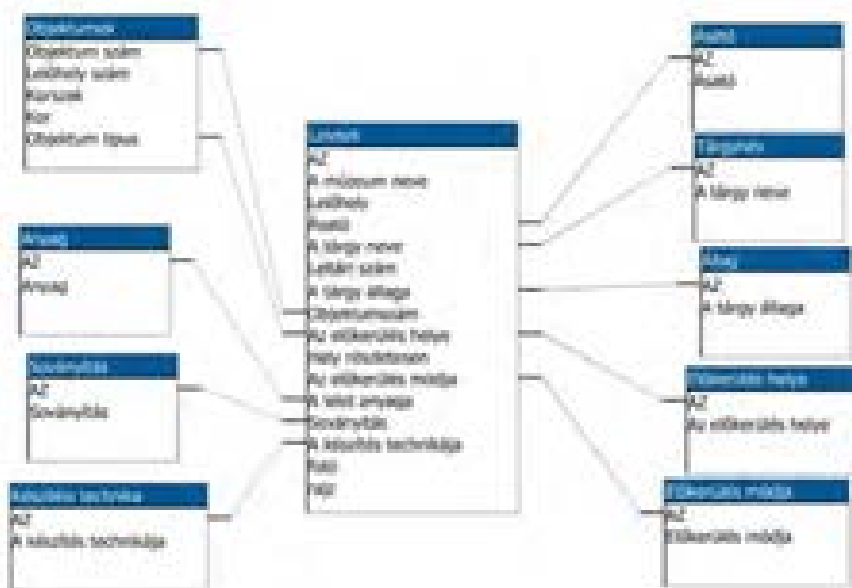 Objektumok
Objektum szám
Lelőhely szám
Korszak
Kor
Objektum típus
Anyag
AZ
Anyag
Soványítás
AZ
Soványítás
Készítési technika
AZ
A készítés technikája
Leletek
AZ
A múzeum neve
Lelőhely
Ásató
A tárgy neve
Leltári szám
A tárgy állaga
Objektumszám
Az előkerülés helye
Hely részletesen
Az előkerülés módja
A lelet anyaga
Soványítás
A készítés technikája
fotó
rajz
Ásató
AZ
Ásató
Tárgynév
AZ
A tárgy neve
Állag
AZ
A tárgy állaga
Előkerülés helye
AZ
Az előkerülés helye
Előkerülés módja
AZ
Előkerülés módja